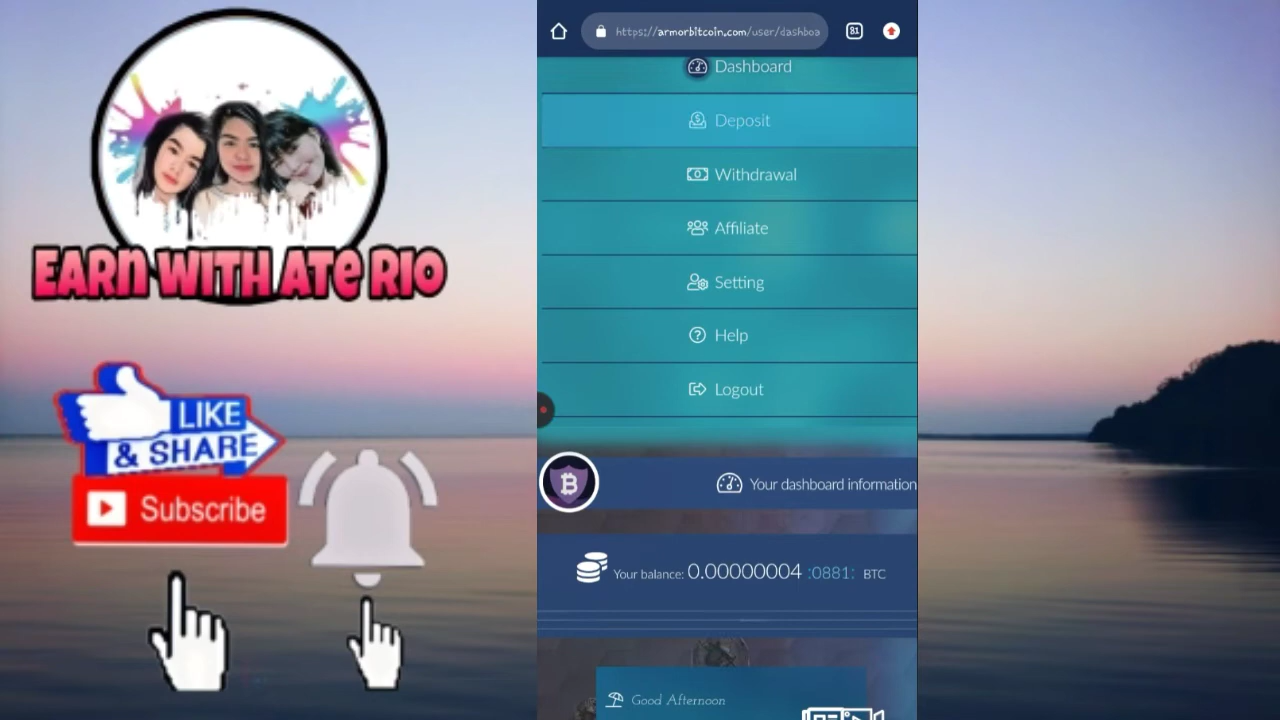 EARN WITH ATE RIO
LIKE
& SHARE
Subscribe
81
https://armorbitcoin.com/user/dashboa
Dashboard
Deposit
Withdrawal
Affiliate
Setting
Help
Logout
Your dashboard information
Your balance: 0.00000004 :0881: BTC
Good Afternoon